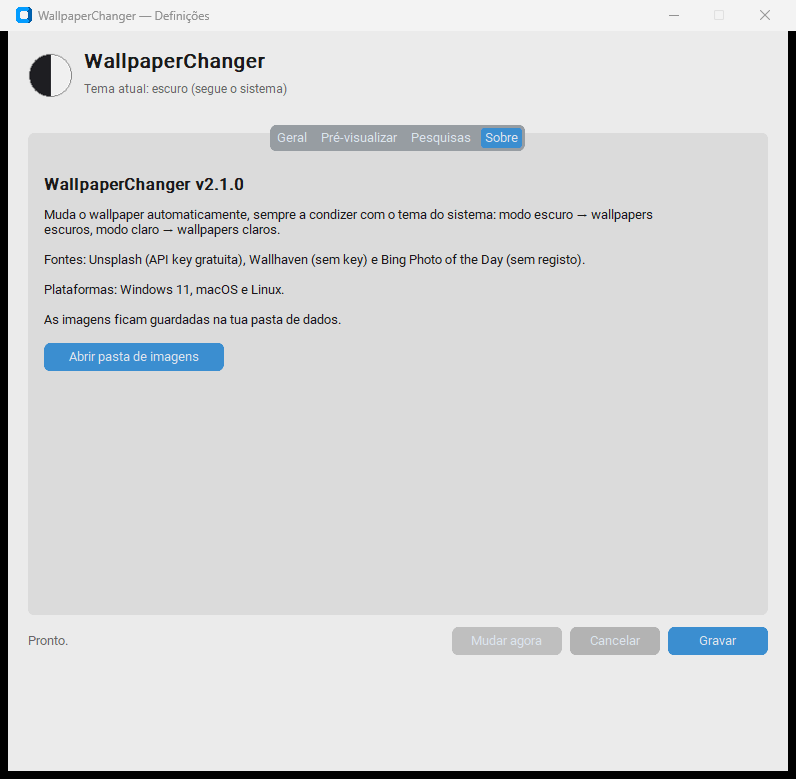 WallpaperChanger — Definições
WallpaperChanger
Tema atual: escuro (segue o sistema)
Geral Pré-visualizar Pesquisas Sobre
WallpaperChanger v2.1.0
Muda o wallpaper automaticamente, sempre a condizer com o tema do sistema: modo escuro → wallpapers
escuros, modo claro → wallpapers claros.
Fontes: Unsplash (API key gratuita), Wallhaven (sem key) e Bing Photo of the Day (sem registo).
Plataformas: Windows 11, macOS e Linux.
As imagens ficam guardadas na tua pasta de dados.
Abrir pasta de imagens
Pronto. Mudar agora Cancelar Gravar